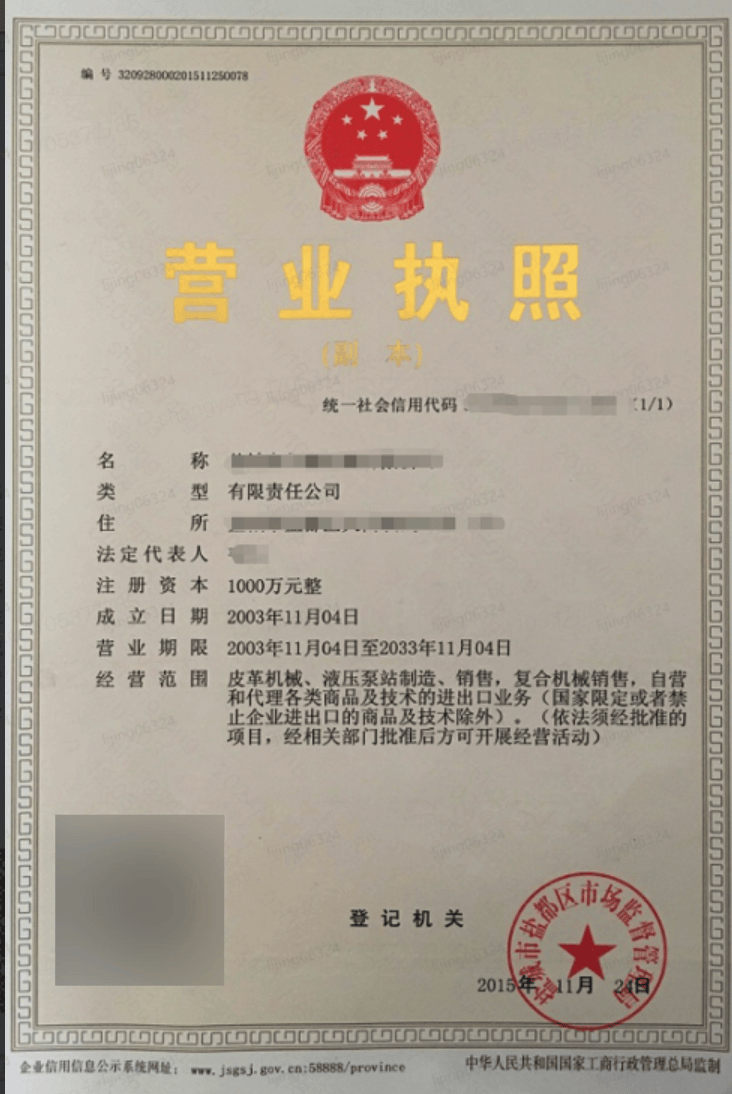 编 号 320928000201511250078
营业执照
(副 本)
统一社会信用代码 (1/1)
名 称
类 型 有限责任公司
住 所
法定代表人
注 册 资 本 1000万元整
成 立 日 期 2003年11月04日
营 业 期 限 2003年11月04日至2033年11月04日
经 营 范 围 皮革机械、液压泵站制造、销售，复合机械销售，自营
和代理各类商品及技术的进出口业务（国家限定或者禁
止企业进出口的商品及技术除外）。（依法须经批准的
项目，经相关部门批准后方可开展经营活动）
登 记 机 关
盐城市盐都区市场监督管理局
2015年 11月 24日
企业信用信息公示系统网址： www.jsgsj.gov.cn:58888/province
中华人民共和国国家工商行政管理总局监制
lijing06324